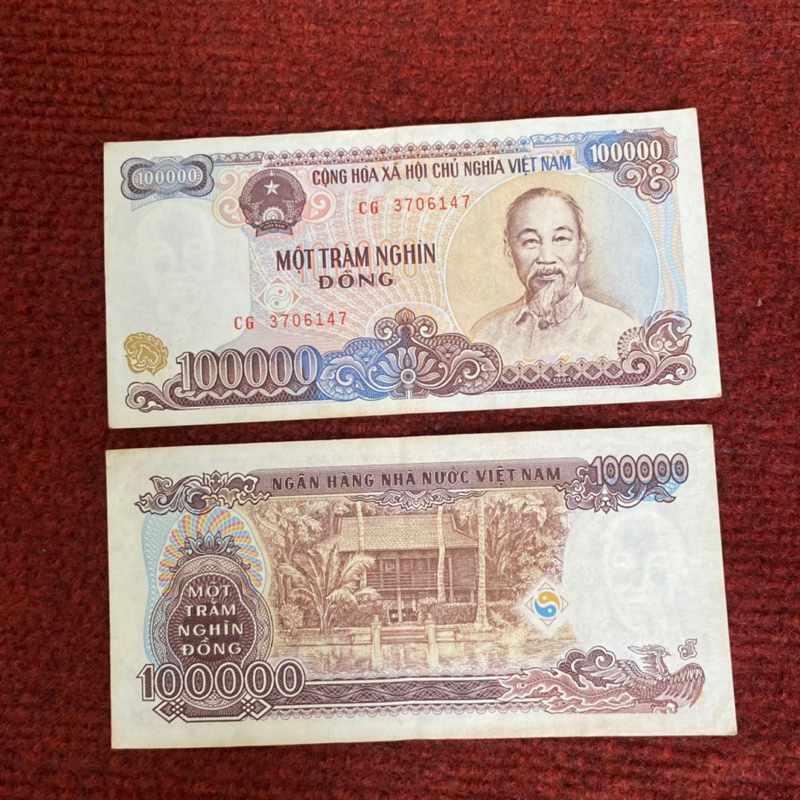 100000
CỘNG HÒA XÃ HỘI CHỦ NGHĨA VIỆT NAM
100000
CG 3706147
MỘT TRĂM NGHÌN
ĐỒNG
CG 3706147
100000
1994
NGÂN HÀNG NHÀ NƯỚC VIỆT NAM
100000
MỘT
TRĂM
NGHÌN
ĐỒNG
100000